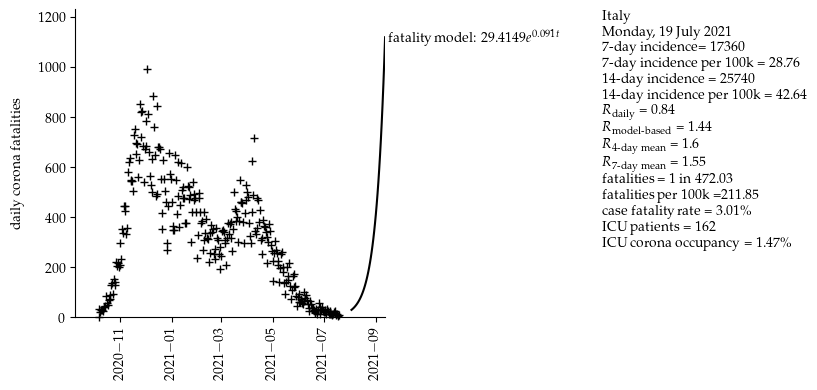 1200
1000
800
600
400
200
0
daily corona fatalities
2020−11
2021−01
2021−03
2021−05
2021−07
2021−09
fatality model: 29.4149e^0.091t
Italy
Monday, 19 July 2021
7-day incidence= 17360
7-day incidence per 100k = 28.76
14-day incidence = 25740
14-day incidence per 100k = 42.64
R_daily = 0.84
R_model-based = 1.44
R_4-day mean = 1.6
R_7-day mean = 1.55
fatalities = 1 in 472.03
fatalities per 100k =211.85
case fatality rate = 3.01%
ICU patients = 162
ICU corona occupancy = 1.47%